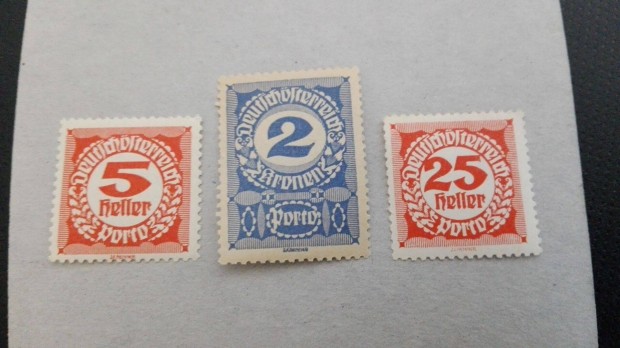 Deutschösterreich
5
Heller
Porto
Deutschösterreich
2
Kronen
Porto
Deutschösterreich
25
Heller
Porto